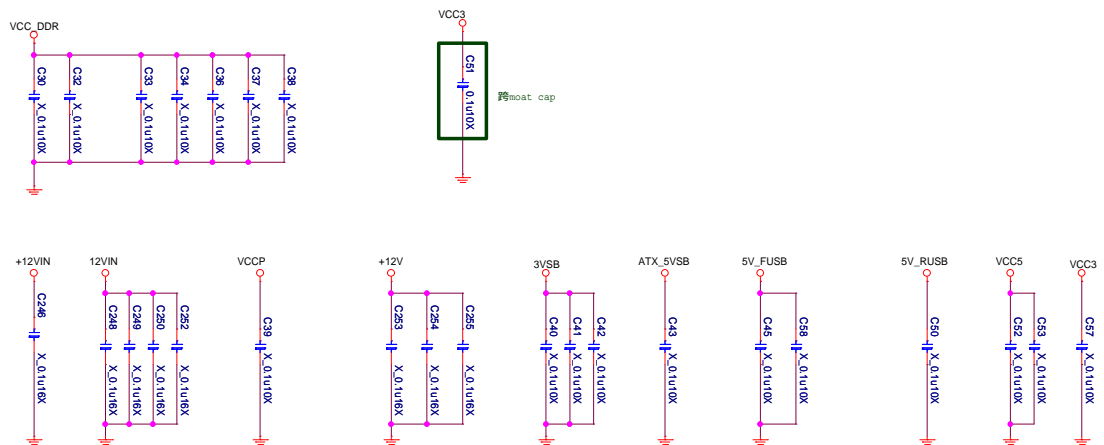 VCC_DDR
C30
X_0.1u10X
C32
X_0.1u10X
C33
X_0.1u10X
C34
X_0.1u10X
C36
X_0.1u10X
C37
X_0.1u10X
C38
X_0.1u10X
VCC3
C51
0.1u10X
跨moat cap
+12VIN
C246
X_0.1u16X
12VIN
C248
X_0.1u16X
C249
X_0.1u16X
C250
X_0.1u16X
C252
X_0.1u16X
VCCP
C39
X_0.1u10X
+12V
C253
X_0.1u16X
C254
X_0.1u16X
C255
X_0.1u16X
3VSB
C40
X_0.1u10X
C41
X_0.1u10X
C42
X_0.1u10X
ATX_5VSB
C43
X_0.1u10X
5V_FUSB
C45
X_0.1u10X
C58
X_0.1u10X
5V_RUSB
C50
X_0.1u10X
VCC5
C52
X_0.1u10X
C53
X_0.1u10X
VCC3
C57
X_0.1u10X